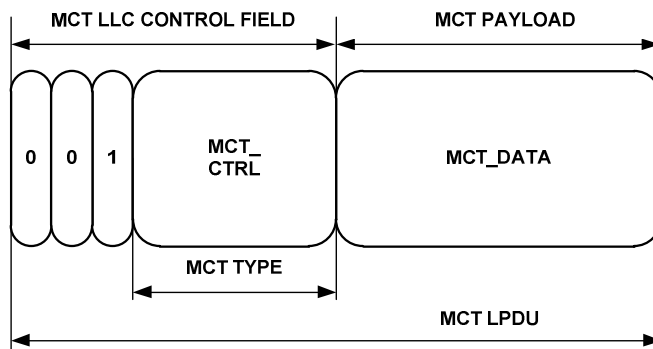 MCT LLC CONTROL FIELD MCT PAYLOAD
0 0 1 MCT_
CTRL MCT_DATA
MCT TYPE
MCT LPDU